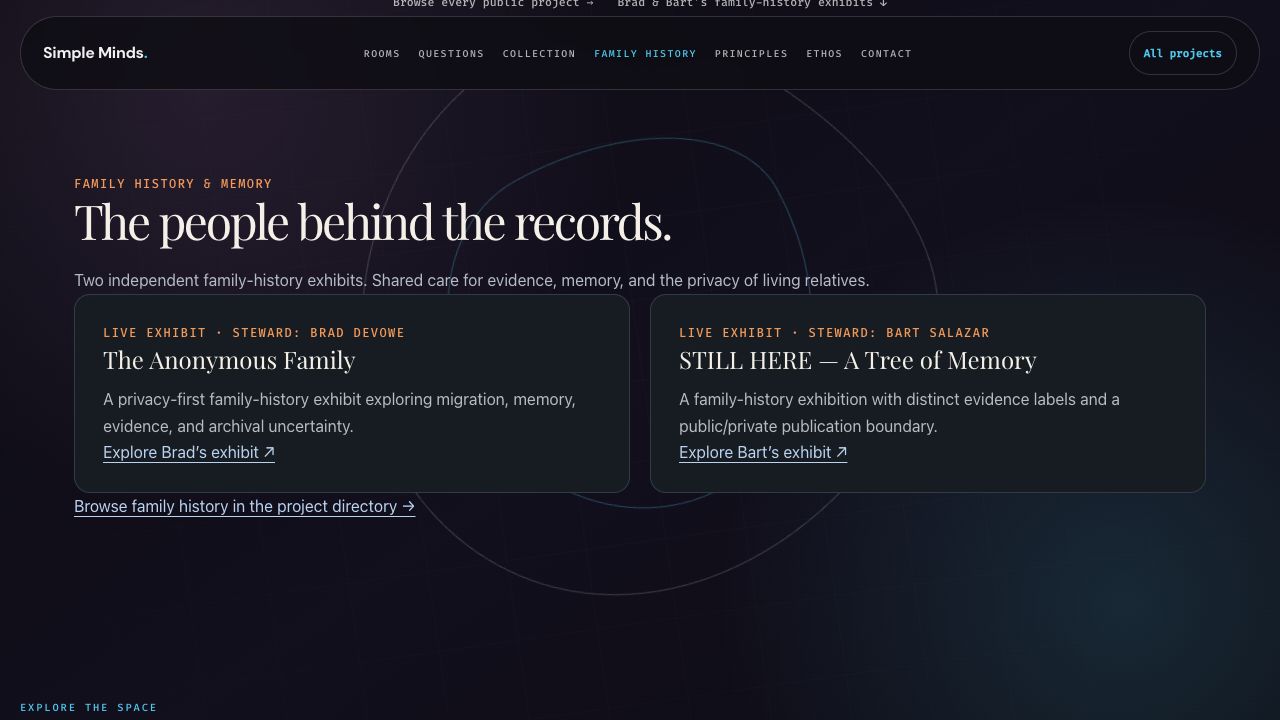 Browse every public project → Brad & Bart's family-history exhibits ↓
Simple Minds.
ROOMS QUESTIONS COLLECTION FAMILY HISTORY PRINCIPLES ETHOS CONTACT
All projects
FAMILY HISTORY & MEMORY
The people behind the records.
Two independent family-history exhibits. Shared care for evidence, memory, and the privacy of living relatives.
LIVE EXHIBIT · STEWARD: BRAD DEVOWE
The Anonymous Family
A privacy-first family-history exhibit exploring migration, memory,
evidence, and archival uncertainty.
Explore Brad’s exhibit ↗
LIVE EXHIBIT · STEWARD: BART SALAZAR
STILL HERE — A Tree of Memory
A family-history exhibition with distinct evidence labels and a
public/private publication boundary.
Explore Bart’s exhibit ↗
Browse family history in the project directory →
EXPLORE THE SPACE